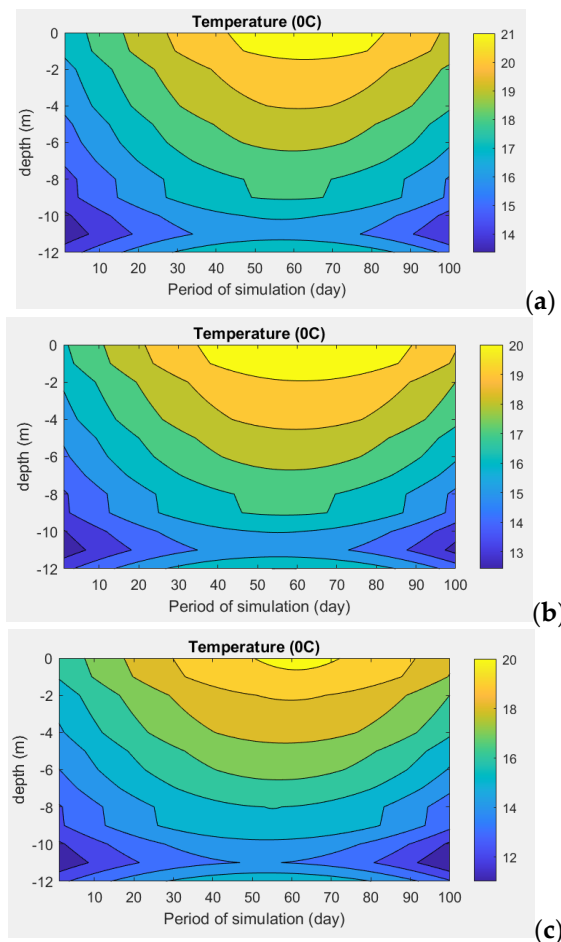 Temperature (0C)
0
-2
-4
-6
-8
-10
-12
depth (m)
10 20 30 40 50 60 70 80 90 100
Period of simulation (day)
21
20
19
18
17
16
15
14
(a)
Temperature (0C)
0
-2
-4
-6
-8
-10
-12
depth (m)
10 20 30 40 50 60 70 80 90 100
Period of simulation (day)
20
19
18
17
16
15
14
13
(b)
Temperature (0C)
0
-2
-4
-6
-8
-10
-12
depth (m)
10 20 30 40 50 60 70 80 90 100
Period of simulation (day)
20
18
16
14
12
(c)